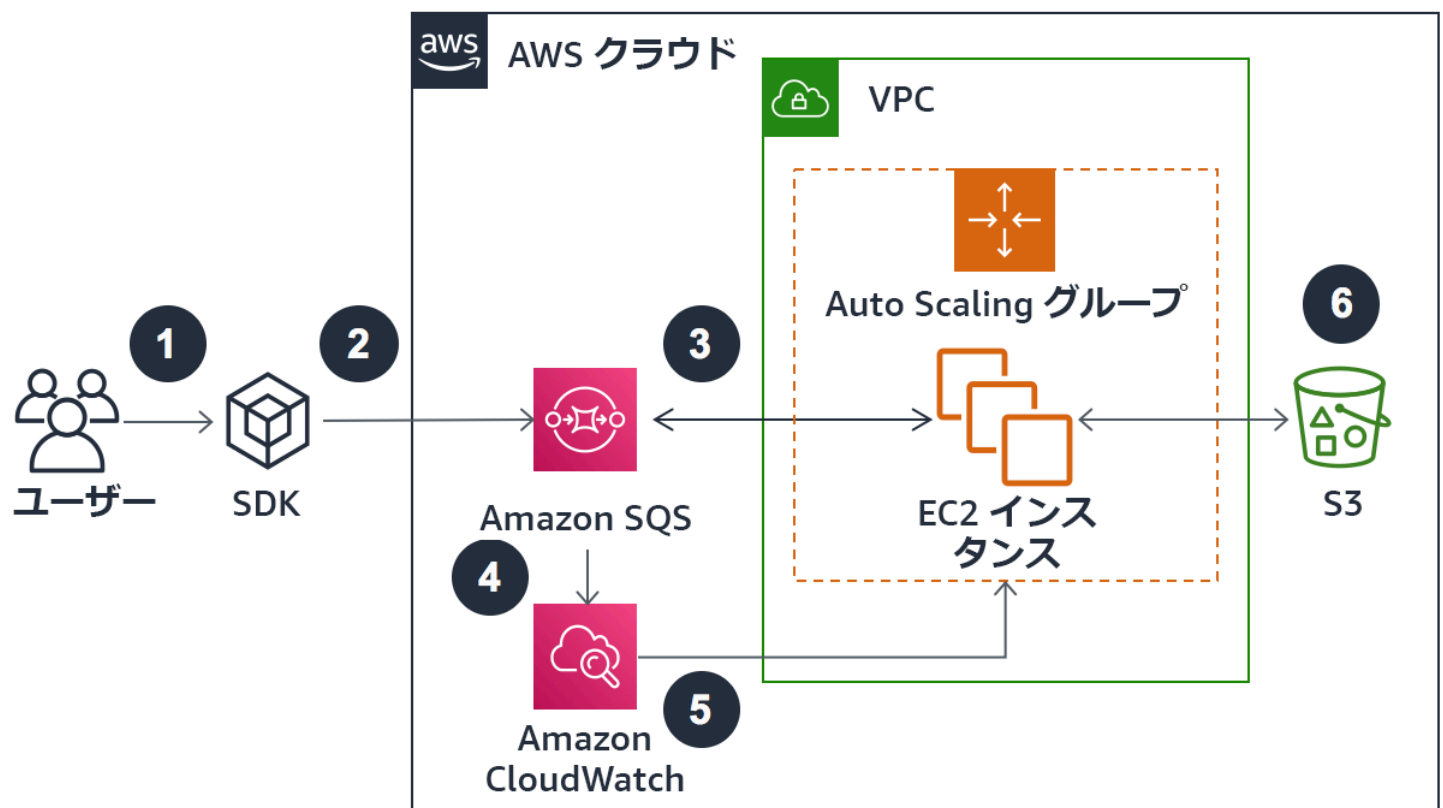 aws
AWS クラウド
VPC
Auto Scaling グループ
1
2
3
6
ユーザー
SDK
Amazon SQS
EC2 インス
タンス
S3
4
5
Amazon
CloudWatch